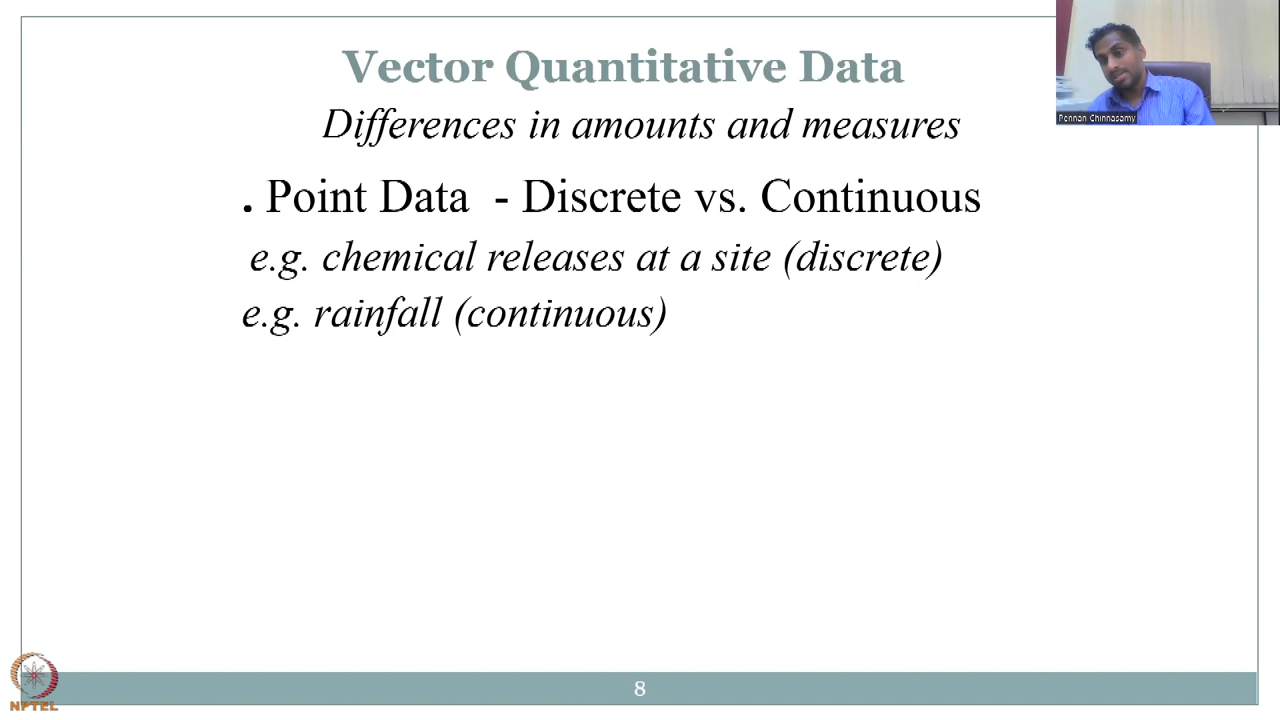 Vector Quantitative Data
Differences in amounts and measures
. Point Data - Discrete vs. Continuous
e.g. chemical releases at a site (discrete)
e.g. rainfall (continuous)
Pennan Chinnasamy
8
NPTEL